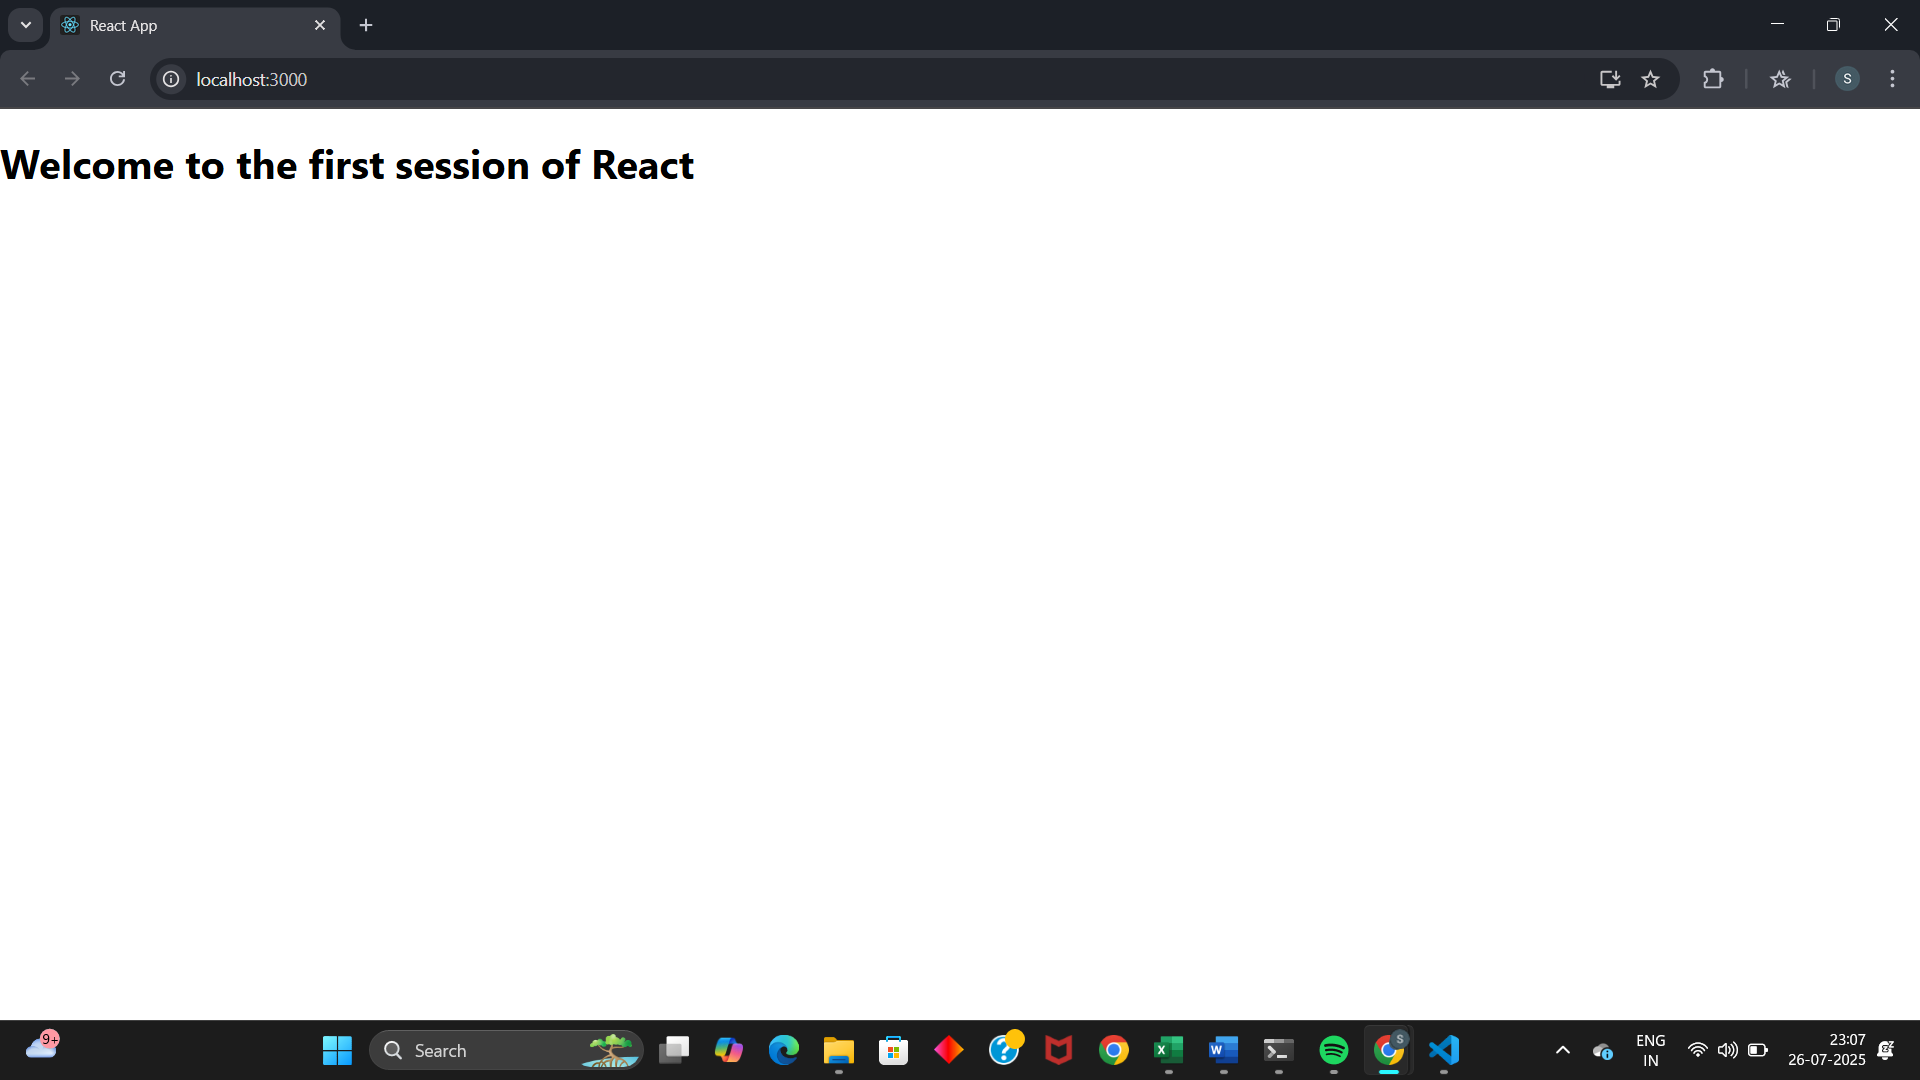 React App
S
localhost:3000
Welcome to the first session of React
9+
Search
S
ENG
IN
23:07
26-07-2025